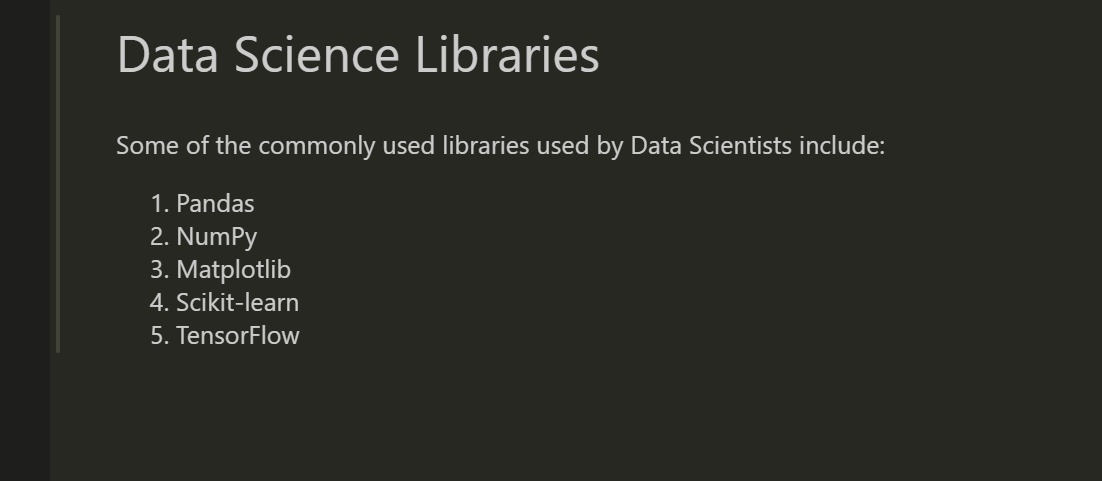 Data Science Libraries
Some of the commonly used libraries used by Data Scientists include:
1. Pandas
2. NumPy
3. Matplotlib
4. Scikit-learn
5. TensorFlow